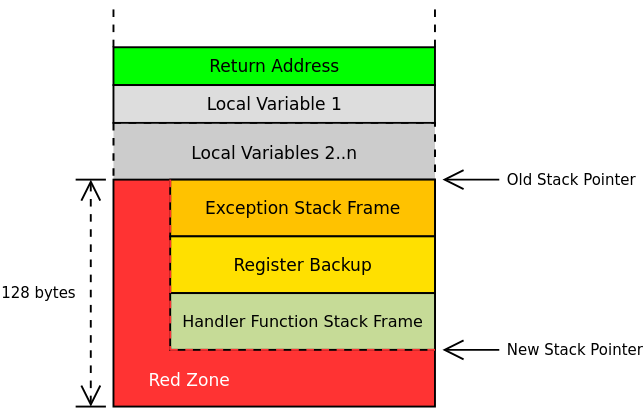 Return Address
Local Variable 1
Local Variables 2..n
Old Stack Pointer
Exception Stack Frame
Register Backup
128 bytes
Handler Function Stack Frame
New Stack Pointer
Red Zone